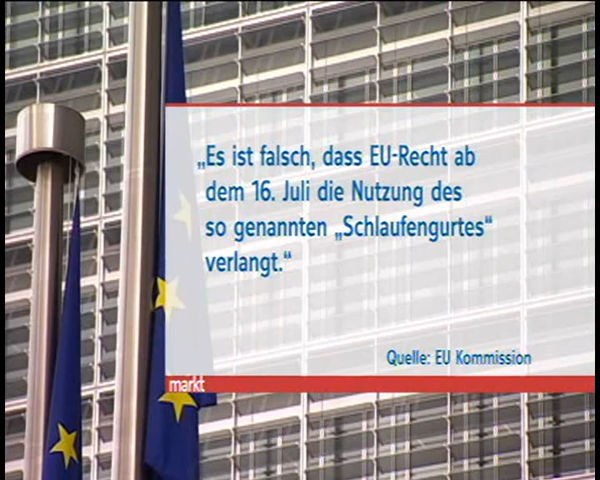 „Es ist falsch, dass EU-Recht ab
dem 16. Juli die Nutzung des
so genannten „Schlaufengurtes“
verlangt.“
Quelle: EU Kommission
markt